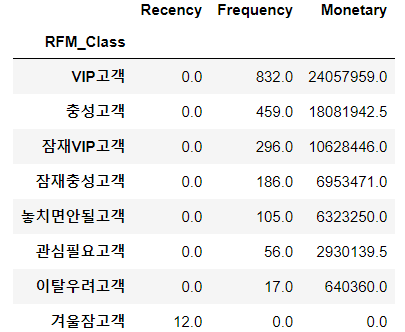 Recency Frequency Monetary
RFM_Class
VIP고객 0.0 832.0 24057959.0
충성고객 0.0 459.0 18081942.5
잠재VIP고객 0.0 296.0 10628446.0
잠재충성고객 0.0 186.0 6953471.0
놓치면안될고객 0.0 105.0 6323250.0
관심필요고객 0.0 56.0 2930139.5
이탈우려고객 0.0 17.0 640360.0
겨울잠고객 12.0 0.0 0.0